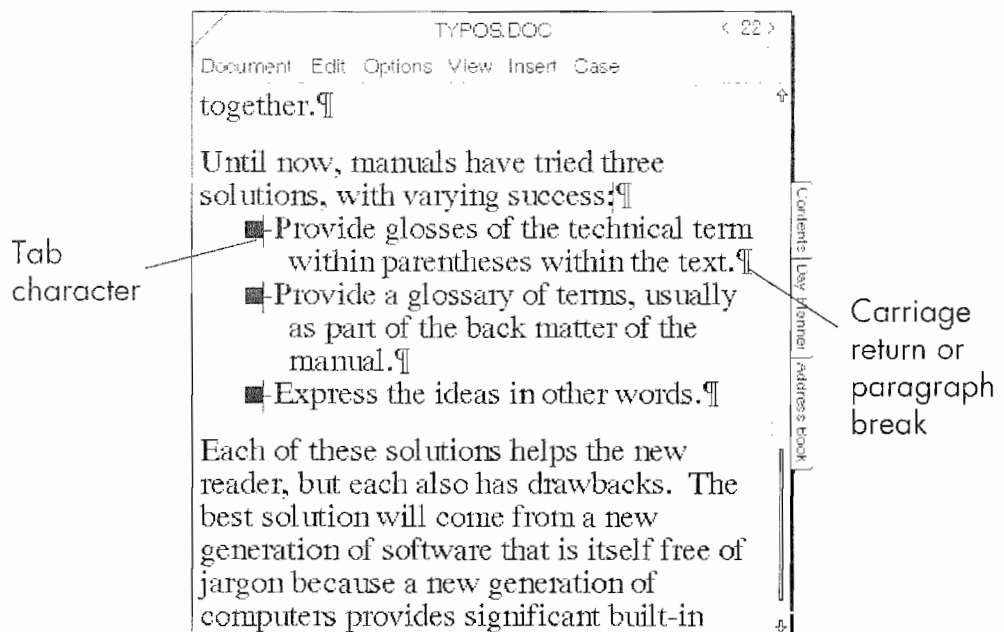 TYPOS.DOC < 22 >
Document Edit Options View Insert Case
together.¶
Until now, manuals have tried three
solutions, with varying success:¶
Provide glosses of the technical term
within parentheses within the text.¶
Provide a glossary of terms, usually
as part of the back matter of the
manual.¶
Express the ideas in other words.¶
Each of these solutions helps the new
reader, but each also has drawbacks. The
best solution will come from a new
generation of software that is itself free of
jargon because a new generation of
computers provides significant built-in
Tab
character
Contents
Day Planner
Address Book
Carriage
return or
paragraph
break